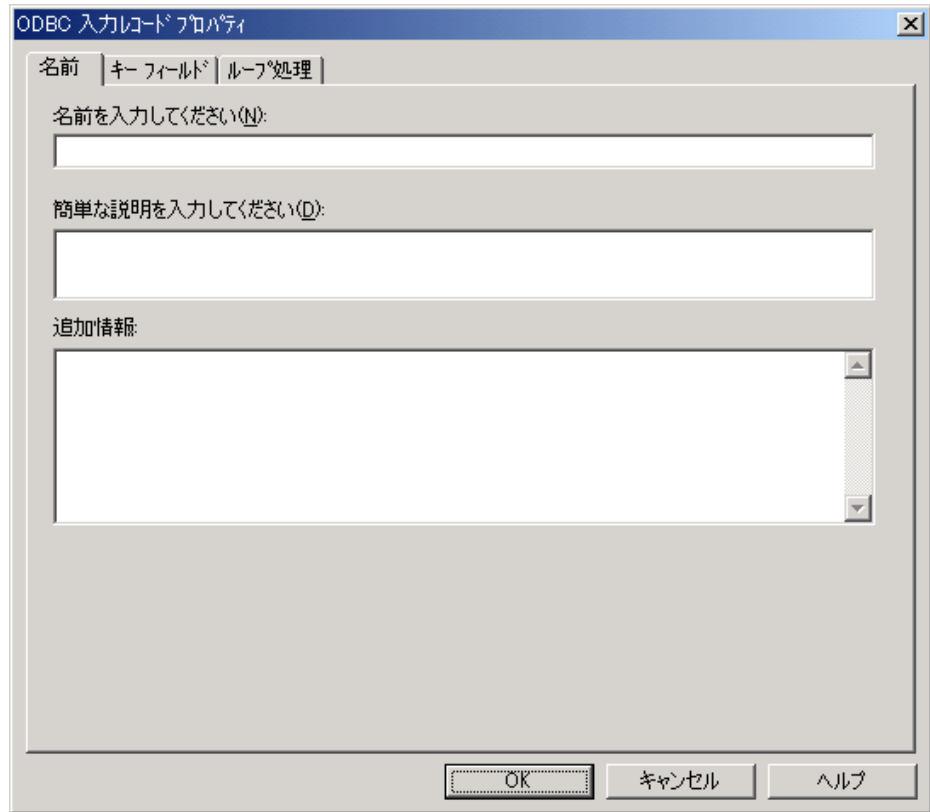 ODBC 入力ﾚｺｰﾄﾞ ﾌﾟﾛﾊﾟﾃｨ
名前 ｷｰ ﾌｨｰﾙﾄﾞ ﾙｰﾌﾟ処理
名前を入力してください(N):
簡単な説明を入力してください(D):
追加情報:
OK キャンセル ヘルプ